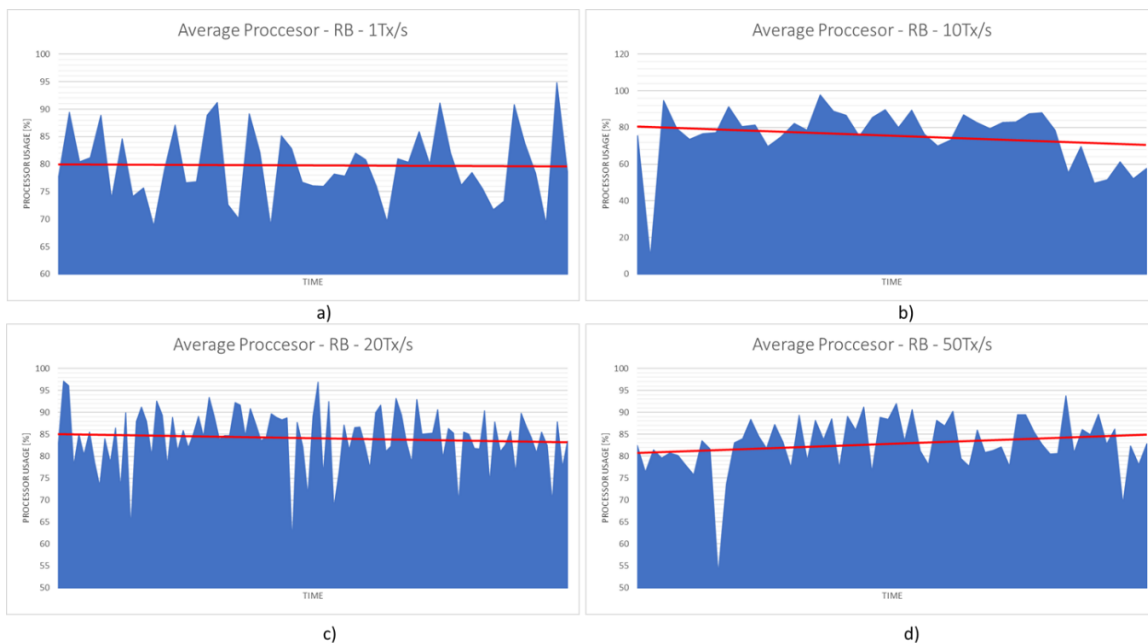 Average Proccesor - RB - 1Tx/s
PROCESSOR USAGE [%]
100
95
90
85
80
75
70
65
60
TIME
a)
Average Proccesor - RB - 10Tx/s
PROCESSOR USAGE [%]
120
100
80
60
40
20
0
TIME
b)
Average Proccesor - RB - 20Tx/s
PROCESSOR USAGE [%]
100
95
90
85
80
75
70
65
60
55
50
TIME
c)
Average Proccesor - RB - 50Tx/s
PROCESSOR USAGE [%]
100
95
90
85
80
75
70
65
60
55
50
TIME
d)